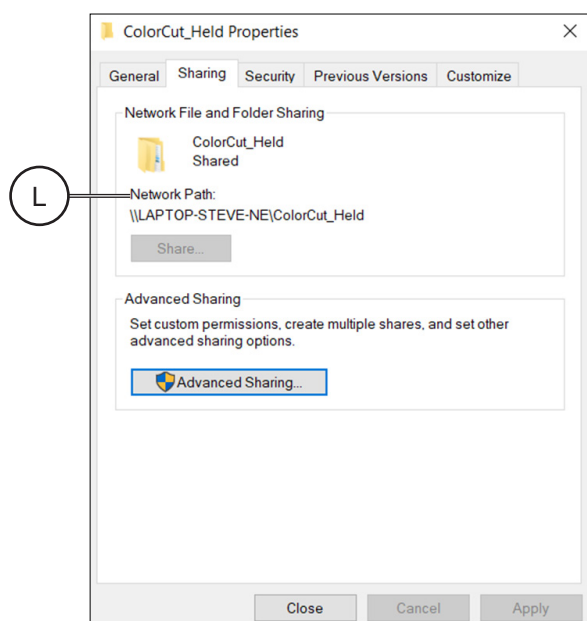 ColorCut_Held Properties
General Sharing Security Previous Versions Customize
Network File and Folder Sharing
ColorCut_Held
Shared
L
Network Path:
\\LAPTOP-STEVE-NE\ColorCut_Held
Share...
Advanced Sharing
Set custom permissions, create multiple shares, and set other
advanced sharing options.
Advanced Sharing...
Close Cancel Apply